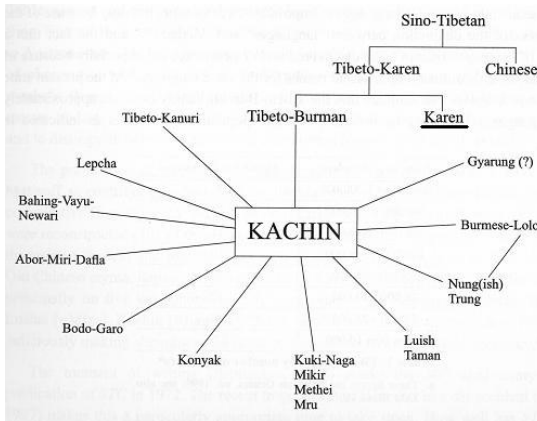 Sino-Tibetan
Tibeto-Karen
Chinese
Tibeto-Kanuri
Tibeto-Burman
Karen
Lepcha
Gyarung (?)
Bahing-Vayu-
Newari
KACHIN
Burmese-Lolo
Abor-Miri-Dafla
Nung(ish)
Trung
Bodo-Garo
Luish
Taman
Konyak
Kuki-Naga
Mikir
Methei
Mru